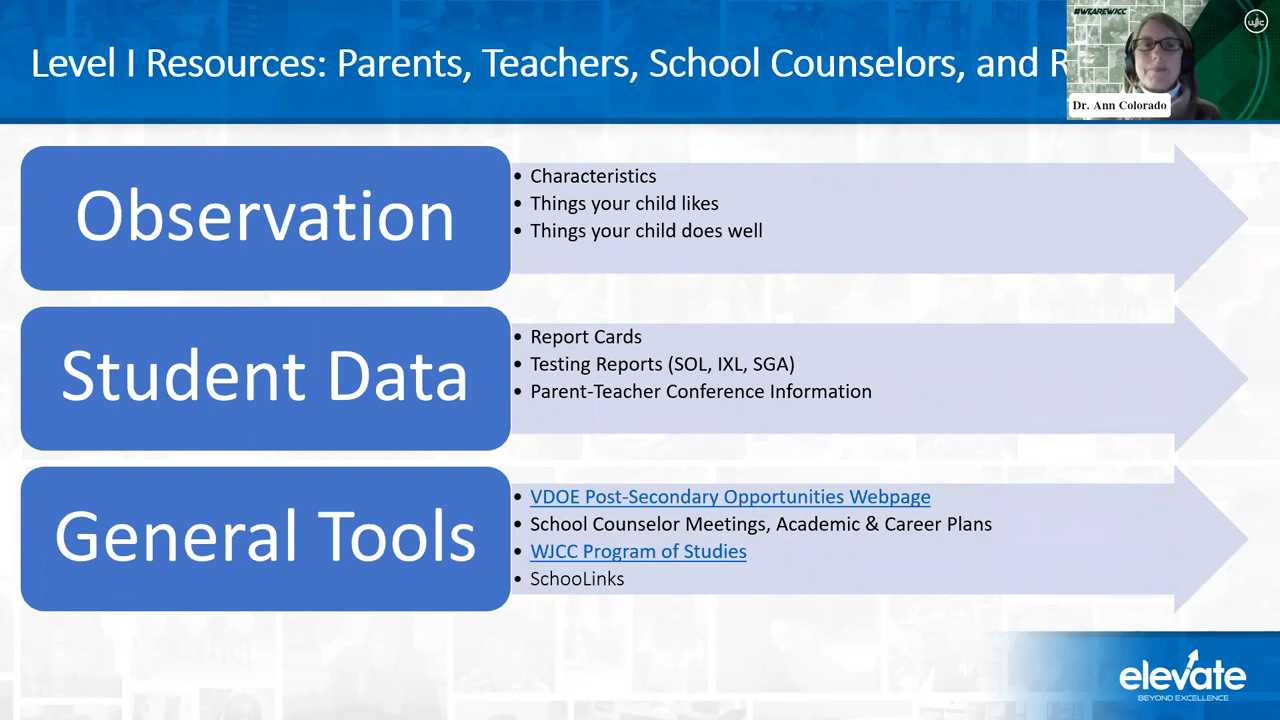 #WEAREWJCC
wjc
Level I Resources: Parents, Teachers, School Counselors, and R
Dr. Ann Colorado
Observation
• Characteristics
• Things your child likes
• Things your child does well
Student Data
• Report Cards
• Testing Reports (SOL, IXL, SGA)
• Parent-Teacher Conference Information
General Tools
• VDOE Post-Secondary Opportunities Webpage
• School Counselor Meetings, Academic & Career Plans
• WJCC Program of Studies
• SchooLinks
elevate
BEYOND EXCELLENCE